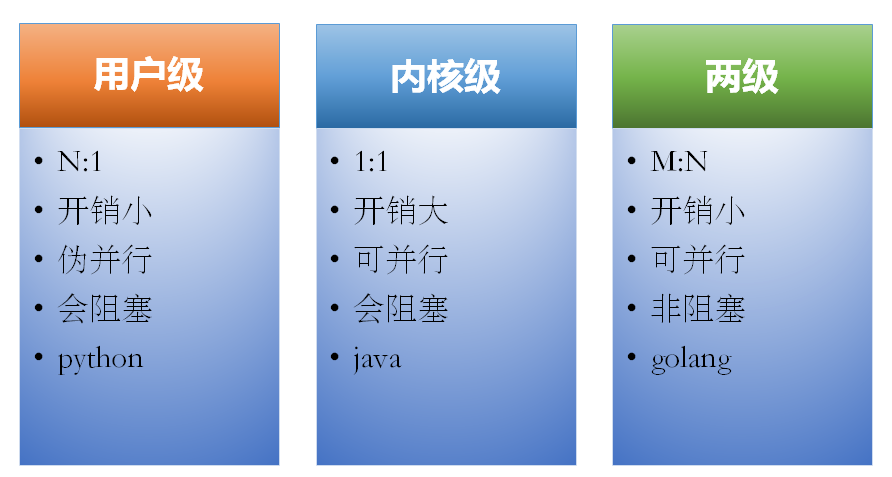 用户级
• N:1
• 开销小
• 伪并行
• 会阻塞
• python
内核级
• 1:1
• 开销大
• 可并行
• 会阻塞
• java
两级
• M:N
• 开销小
• 可并行
• 非阻塞
• golang